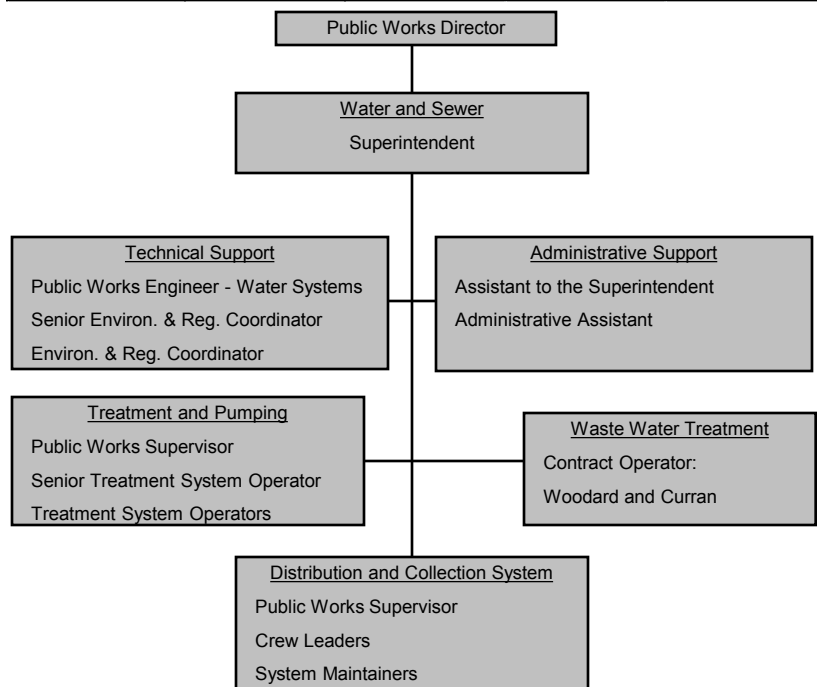 Public Works Director
Water and Sewer
Superintendent
Technical Support
Public Works Engineer - Water Systems
Senior Environ. & Reg. Coordinator
Environ. & Reg. Coordinator
Administrative Support
Assistant to the Superintendent
Administrative Assistant
Treatment and Pumping
Public Works Supervisor
Senior Treatment System Operator
Treatment System Operators
Waste Water Treatment
Contract Operator:
Woodard and Curran
Distribution and Collection System
Public Works Supervisor
Crew Leaders
System Maintainers